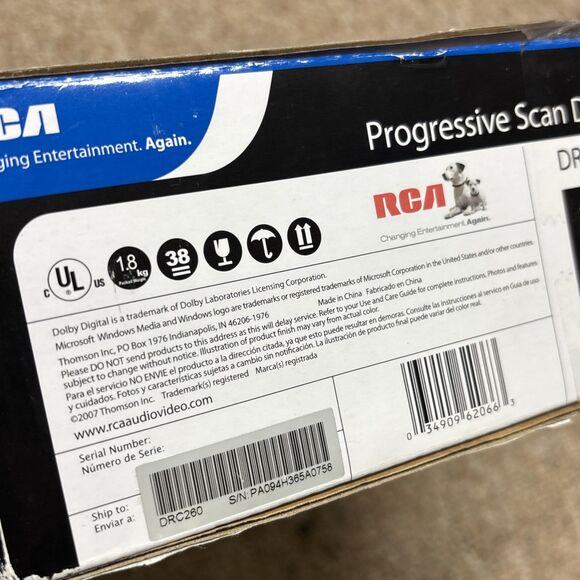 RCA
Changing Entertainment. Again.
Progressive Scan D
DR
RCA
Changing Entertainment. Again.
c UL ® US
1.8 kg
Packed Weight
38
Dolby Digital is a trademark of Dolby Laboratories Licensing Corporation.
Microsoft Windows Media and Windows logo are trademarks or registered trademarks of Microsoft Corporation in the United States and/or other countries.
Thomson Inc, PO Box 1976 Indianapolis, IN 46206-1976 Made in China Fabricado en China
Please DO NOT send products to this address as this will delay service. Refer to your Use and Care Guide for complete instructions. Photos and features
subject to change without notice. Illustration of product finish may vary from actual color.
Para el servicio NO ENVIE el producto a la dirección citada, ya que esto puede resultar en demoras. Consulte las instrucciones al servicio en Guía de uso
y cuidados. Fotos y características sujetas a cambio sin notificación. La ilustración de producto final puede variar del color real.
©2007 Thomson Inc. Trademark(s) registered Marca(s) registrada
www.rcaaudiovideo.com
Serial Number:
Número de Serie:
Ship to:
Enviar a:
DRC260 S/N:PA094H365A0758
0 34909 62066 3